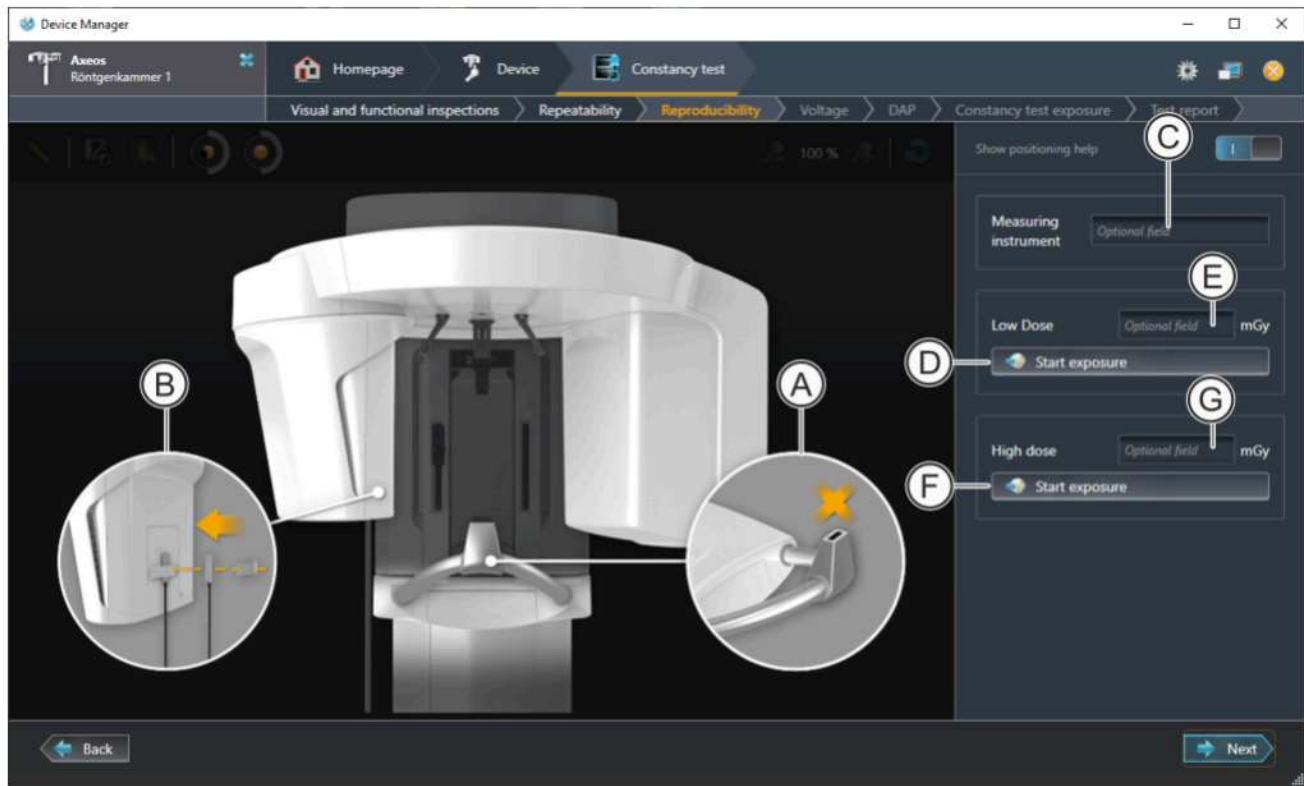 Device Manager
Axeos
Röntgenkammer 1
Homepage
Device
Constancy test
Visual and functional inspections
Repeatability
Reproducibility
Voltage
DAP
Constancy test exposure
Test report
100 %
Show positioning help
C
Measuring
instrument
Optional field
E
Low Dose
Optional field
mGy
D
Start exposure
B
A
G
High dose
Optional field
mGy
F
Start exposure
Back
Next